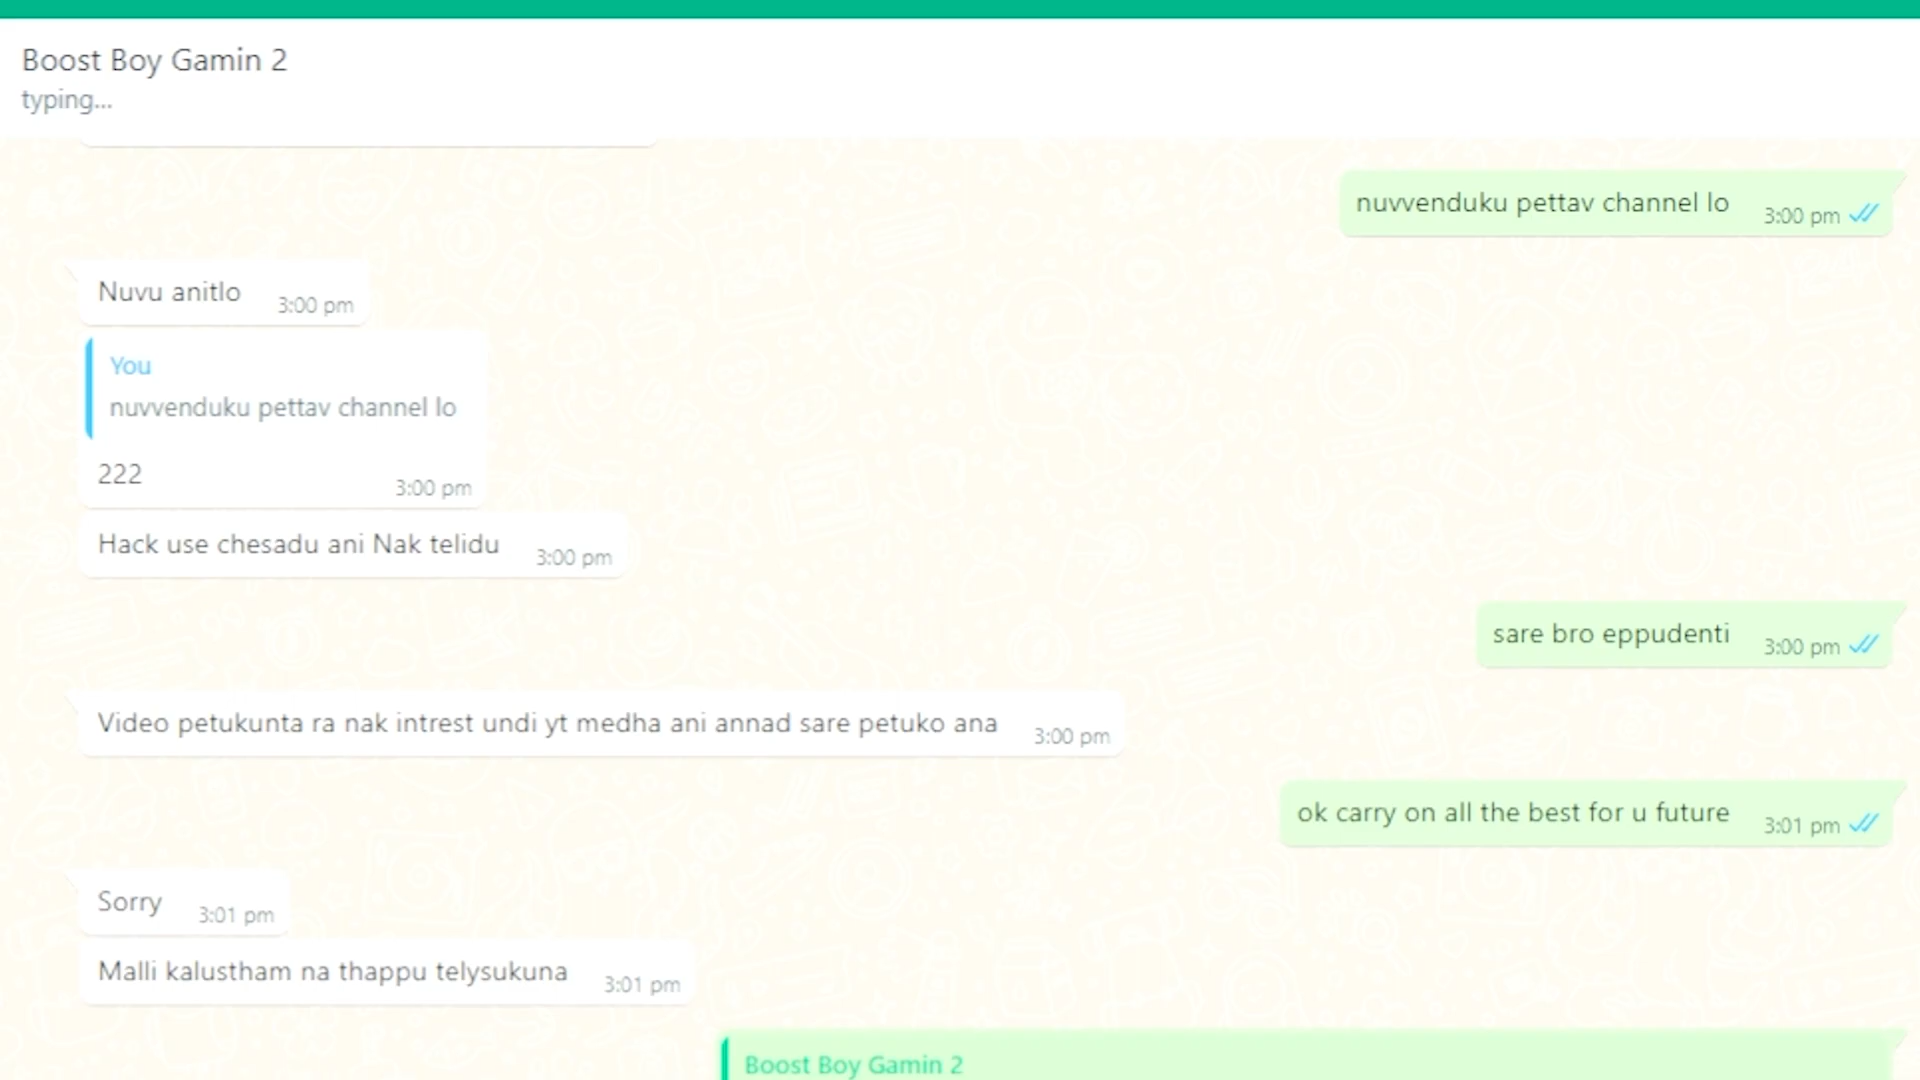 Boost Boy Gamin 2
typing...
nuvvenduku pettav channel lo
3:00 pm
Nuvu anitlo
3:00 pm
You
nuvvenduku pettav channel lo
222
3:00 pm
Hack use chesadu ani Nak telidu
3:00 pm
sare bro eppudenti
3:00 pm
Video petukunta ra nak intrest undi yt medha ani annad sare petuko ana
3:00 pm
ok carry on all the best for u future
3:01 pm
Sorry
3:01 pm
Malli kalustham na thappu telysukuna
3:01 pm
Boost Boy Gamin 2